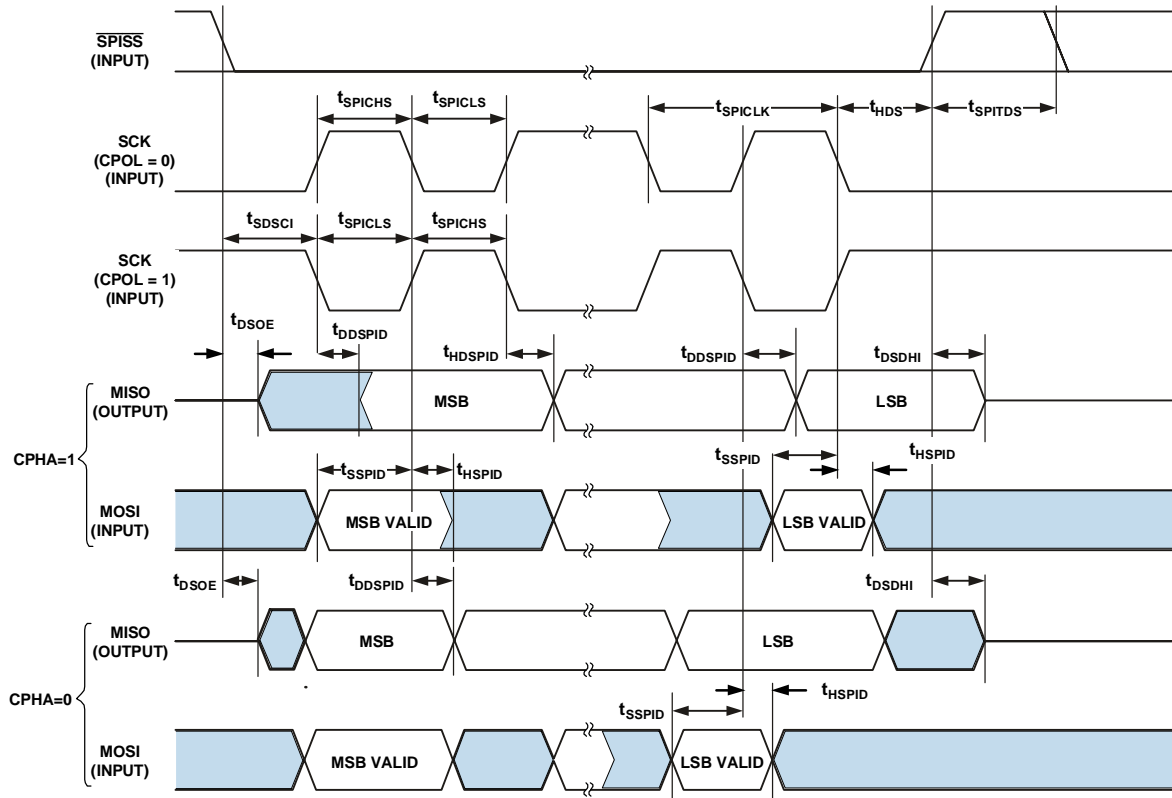 SPISS
(INPUT)
tSPICHS tSPICLS tSPICLK tHDS tSPITDS
SCK
(CPOL = 0)
(INPUT)
tSDSCI tSPICLS tSPICHS
SCK
(CPOL = 1)
(INPUT)
tDSOE tDDSPID tHDSPID tDDSPID tDSDHI
MISO
(OUTPUT)
MSB LSB
CPHA=1
tSSPID tHSPID tSSPID tHSPID
MOSI
(INPUT)
MSB VALID LSB VALID
tDSOE tDDSPID tDSDHI
MISO
(OUTPUT)
MSB LSB
CPHA=0
tSSPID tHSPID
MOSI
(INPUT)
MSB VALID LSB VALID